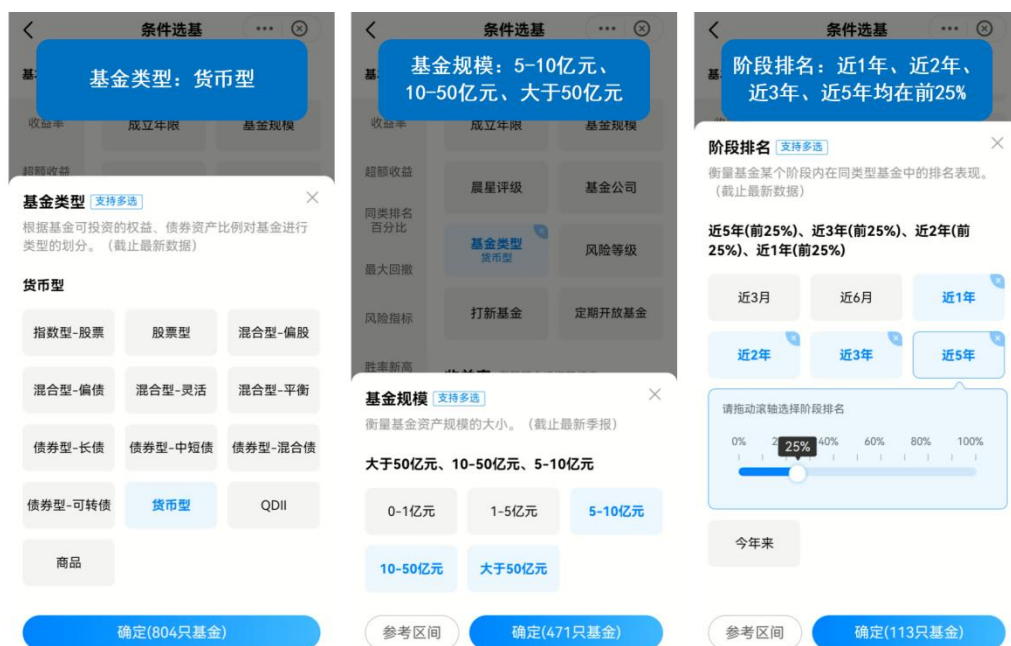 条件选基
基金类型：货币型
基
收益率
成立年限
基金规模
超额收益
基金类型 支持多选
根据基金可投资的权益、债券资产比例对基金进行
类型的划分。（截止最新数据）
货币型
指数型-股票
股票型
混合型-偏股
混合型-偏债
混合型-灵活
混合型-平衡
债券型-长债
债券型-中短债
债券型-混合债
债券型-可转债
货币型
QDII
商品
确定(804只基金)
条件选基
基金规模：5-10亿元、
10-50亿元、大于50亿元
基
收益率
成立年限
基金规模
超额收益
晨星评级
基金公司
同类排名
百分比
基金类型
货币型
风险等级
最大回撤
风险指标
打新基金
定期开放基金
胜率新高
基金规模 支持多选
衡量基金资产规模的大小。（截止最新季报）
大于50亿元、10-50亿元、5-10亿元
0-1亿元
1-5亿元
5-10亿元
10-50亿元
大于50亿元
参考区间
确定(471只基金)
条件选基
阶段排名：近1年、近2年、
近3年、近5年均在前25%
基
阶段排名 支持多选
衡量基金某个阶段内在同类型基金中的排名表现。
（截止最新数据）
近5年(前25%)、近3年(前25%)、近2年(前
25%)、近1年(前25%)
近3月
近6月
近1年
近2年
近3年
近5年
请拖动滚轴选择阶段排名
0%
25%
40%
60%
80%
100%
今年来
参考区间
确定(113只基金)